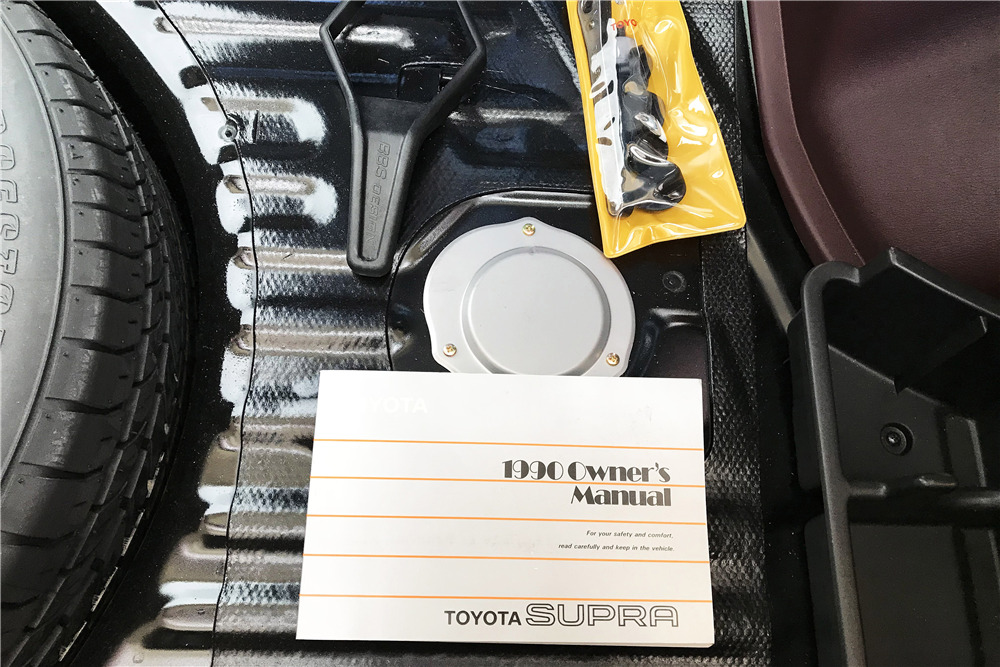 TOYO
BBS-DESIGN
TOYOTA
1990 Owner's
Manual
For your safety and comfort,
read carefully and keep in the vehicle.
TOYOTA SUPRA